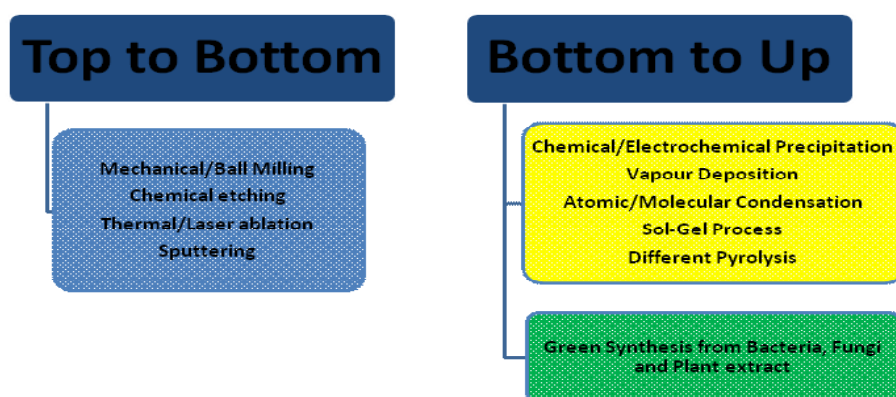 Top to Bottom
Mechanical/Ball Milling
Chemical etching
Thermal/Laser ablation
Sputtering
Bottom to Up
Chemical/Electrochemical Precipitation
Vapour Deposition
Atomic/Molecular Condensation
Sol-Gel Process
Different Pyrolysis
Green Synthesis from Bacteria, Fungi
and Plant extract